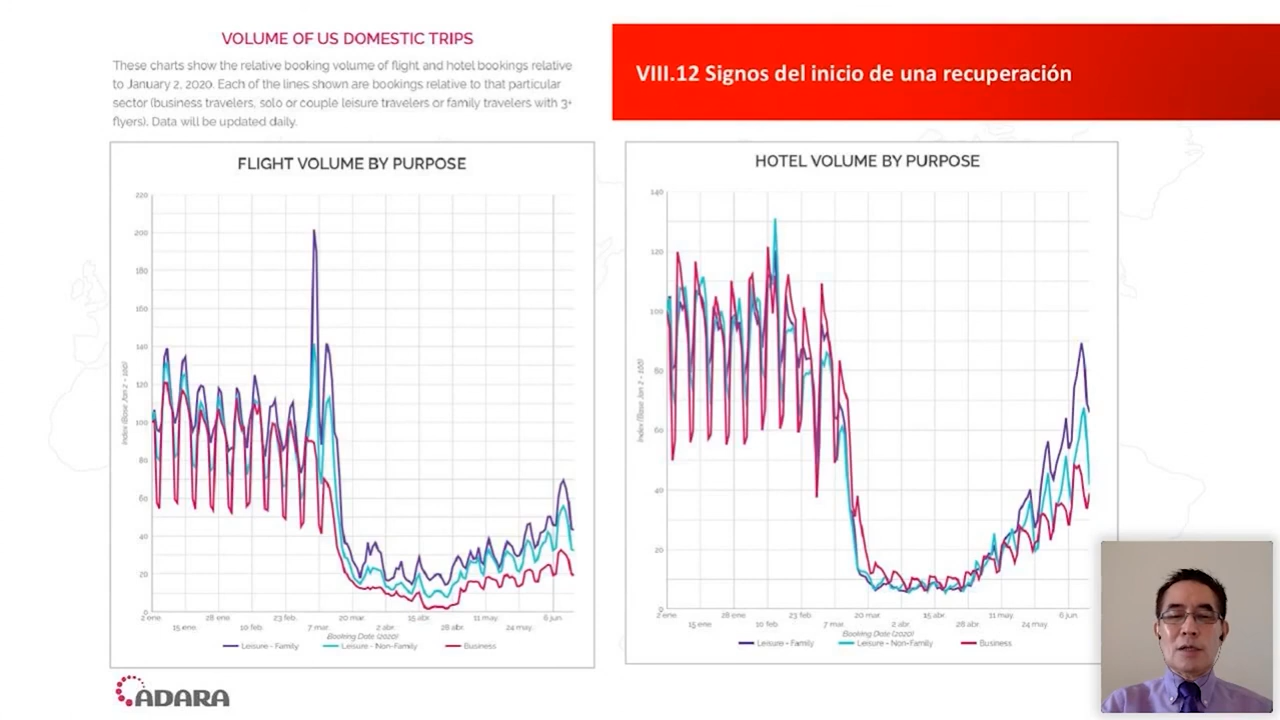 VOLUME OF US DOMESTIC TRIPS
These charts show the relative booking volume of flight and hotel bookings relative
to January 2, 2020. Each of the lines shown are bookings relative to that particular
sector (business travelers, solo or couple leisure travelers or family travelers with 3+
flyers). Data will be updated daily.
VIII.12 Signos del inicio de una recuperación
FLIGHT VOLUME BY PURPOSE
220
200
180
160
140
120
100
80
60
40
20
0
Index (Base Jan 2 - 100)
2 ene.
28 ene.
23 feb.
20 mar.
15 abr.
11 may.
6 jun.
15 ene.
10 feb.
7 mar.
2 abr.
28 abr.
24 may.
Booking Date (2020)
Leisure - Family
Leisure - Non-Family
Business
HOTEL VOLUME BY PURPOSE
140
120
100
80
60
40
20
0
Index (Base Jan 2 - 100)
2 ene.
28 ene.
23 feb.
20 mar.
15 abr.
11 may.
6 jun.
15 ene.
10 feb.
7 mar.
2 abr.
28 abr.
24 may.
Booking Date (2020)
Leisure - Family
Leisure - Non-Family
Business
ADARA